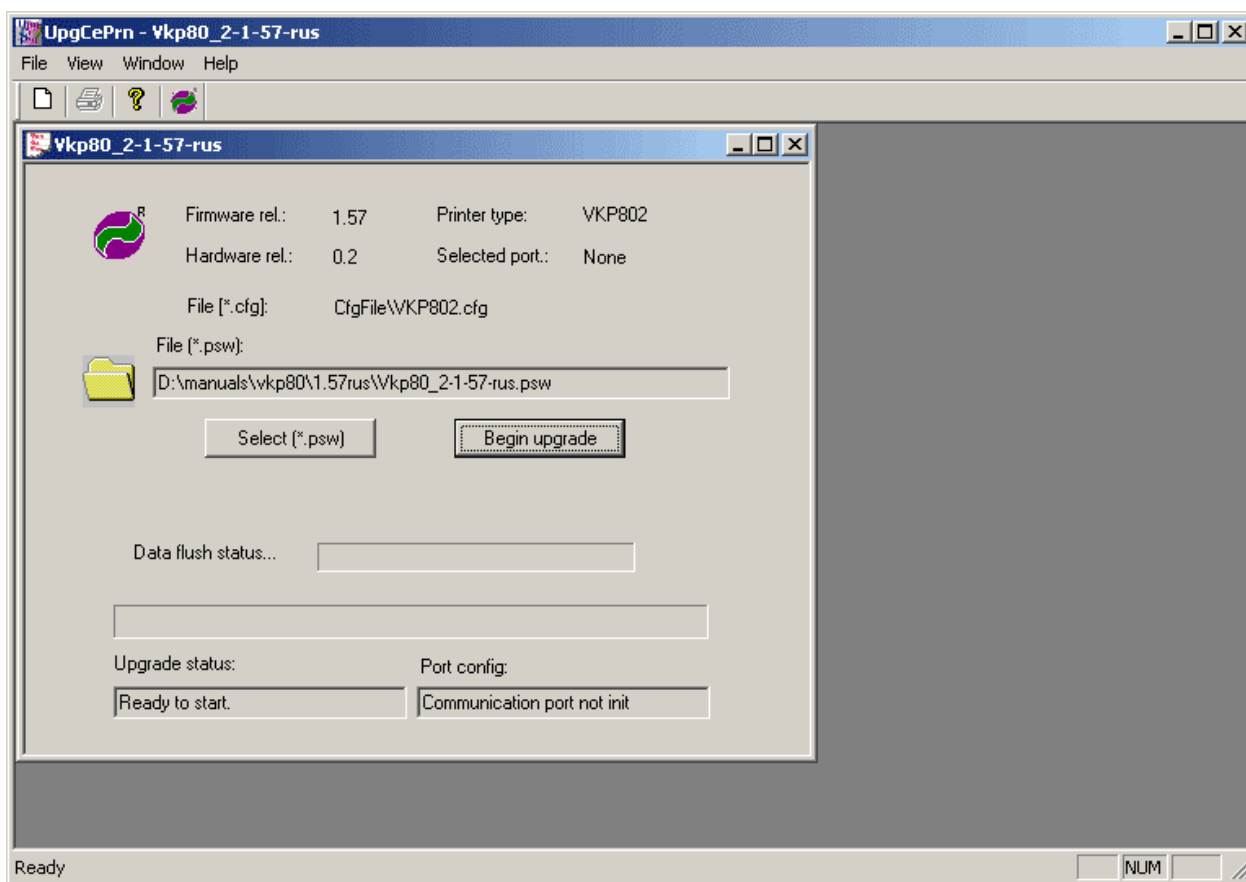 UpgCePrn - Vkp80_2-1-57-rus
File View Window Help
Vkp80_2-1-57-rus
R
Firmware rel.: 1.57 Printer type: VKP802
Hardware rel.: 0.2 Selected port.: None
File [*.cfg]: CfgFile\VKP802.cfg
File (*.psw):
D:\manuals\vkp80\1.57rus\Vkp80_2-1-57-rus.psw
Select (*.psw) Begin upgrade
Data flush status...
Upgrade status: Port config:
Ready to start. Communication port not init
Ready NUM